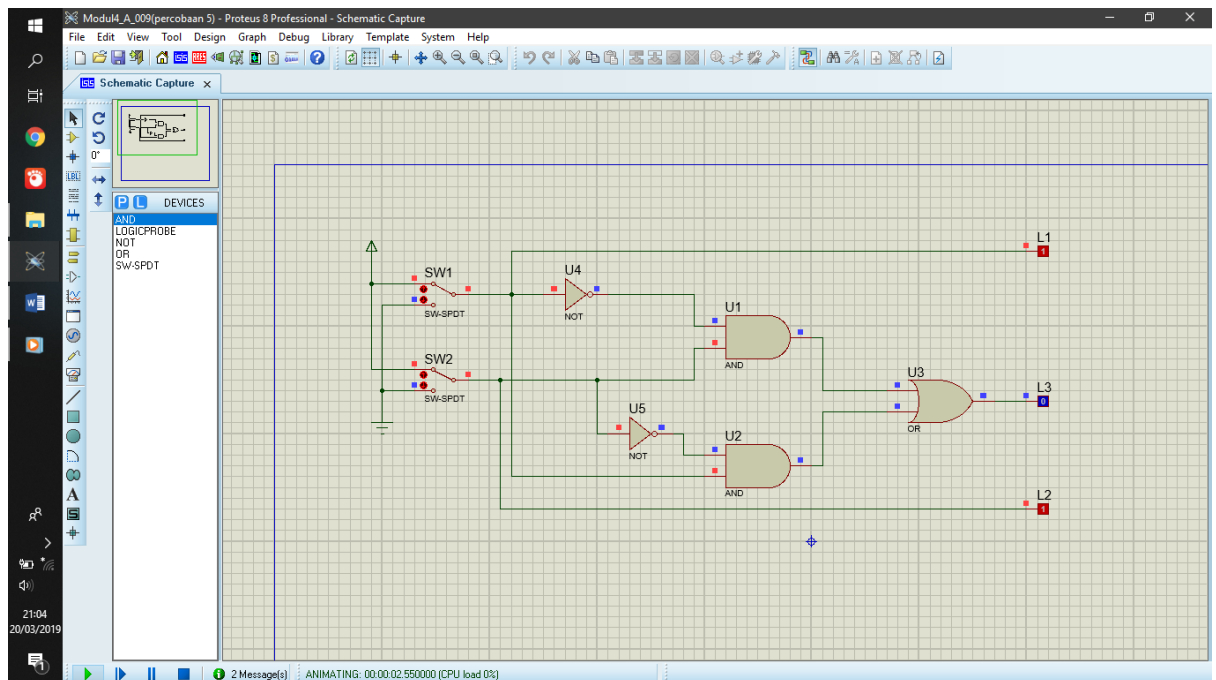 Modul4_A_009(percobaan 5) - Proteus 8 Professional - Schematic Capture
File Edit View Tool Design Graph Debug Library Template System Help
Schematic Capture
0°
P L DEVICES
AND
LOGICPROBE
NOT
OR
SW-SPDT
L1
1
SW1
SW-SPDT
U4
NOT
U1
AND
SW2
SW-SPDT
U3
OR
L3
0
U5
NOT
U2
AND
L2
1
21:04
20/03/2019
1
2 Message(s)
ANIMATING: 00:00:02.550000 (CPU load 0%)